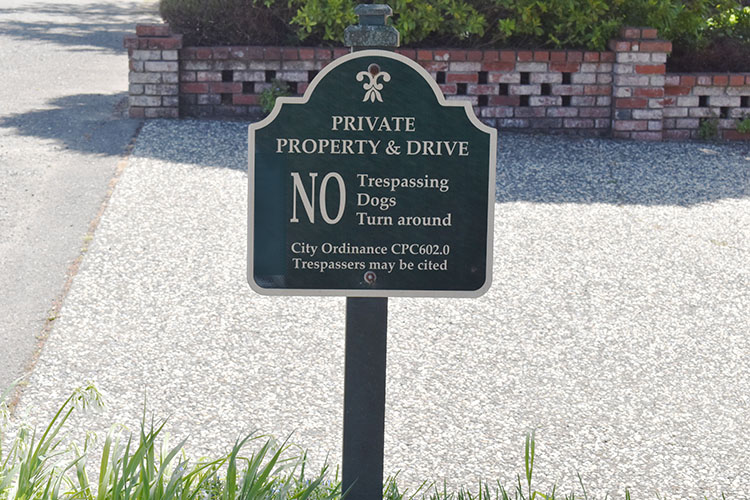 PRIVATE
PROPERTY & DRIVE
NO
Trespassing
Dogs
Turn around
City Ordinance CPC602.0
Trespassers may be cited